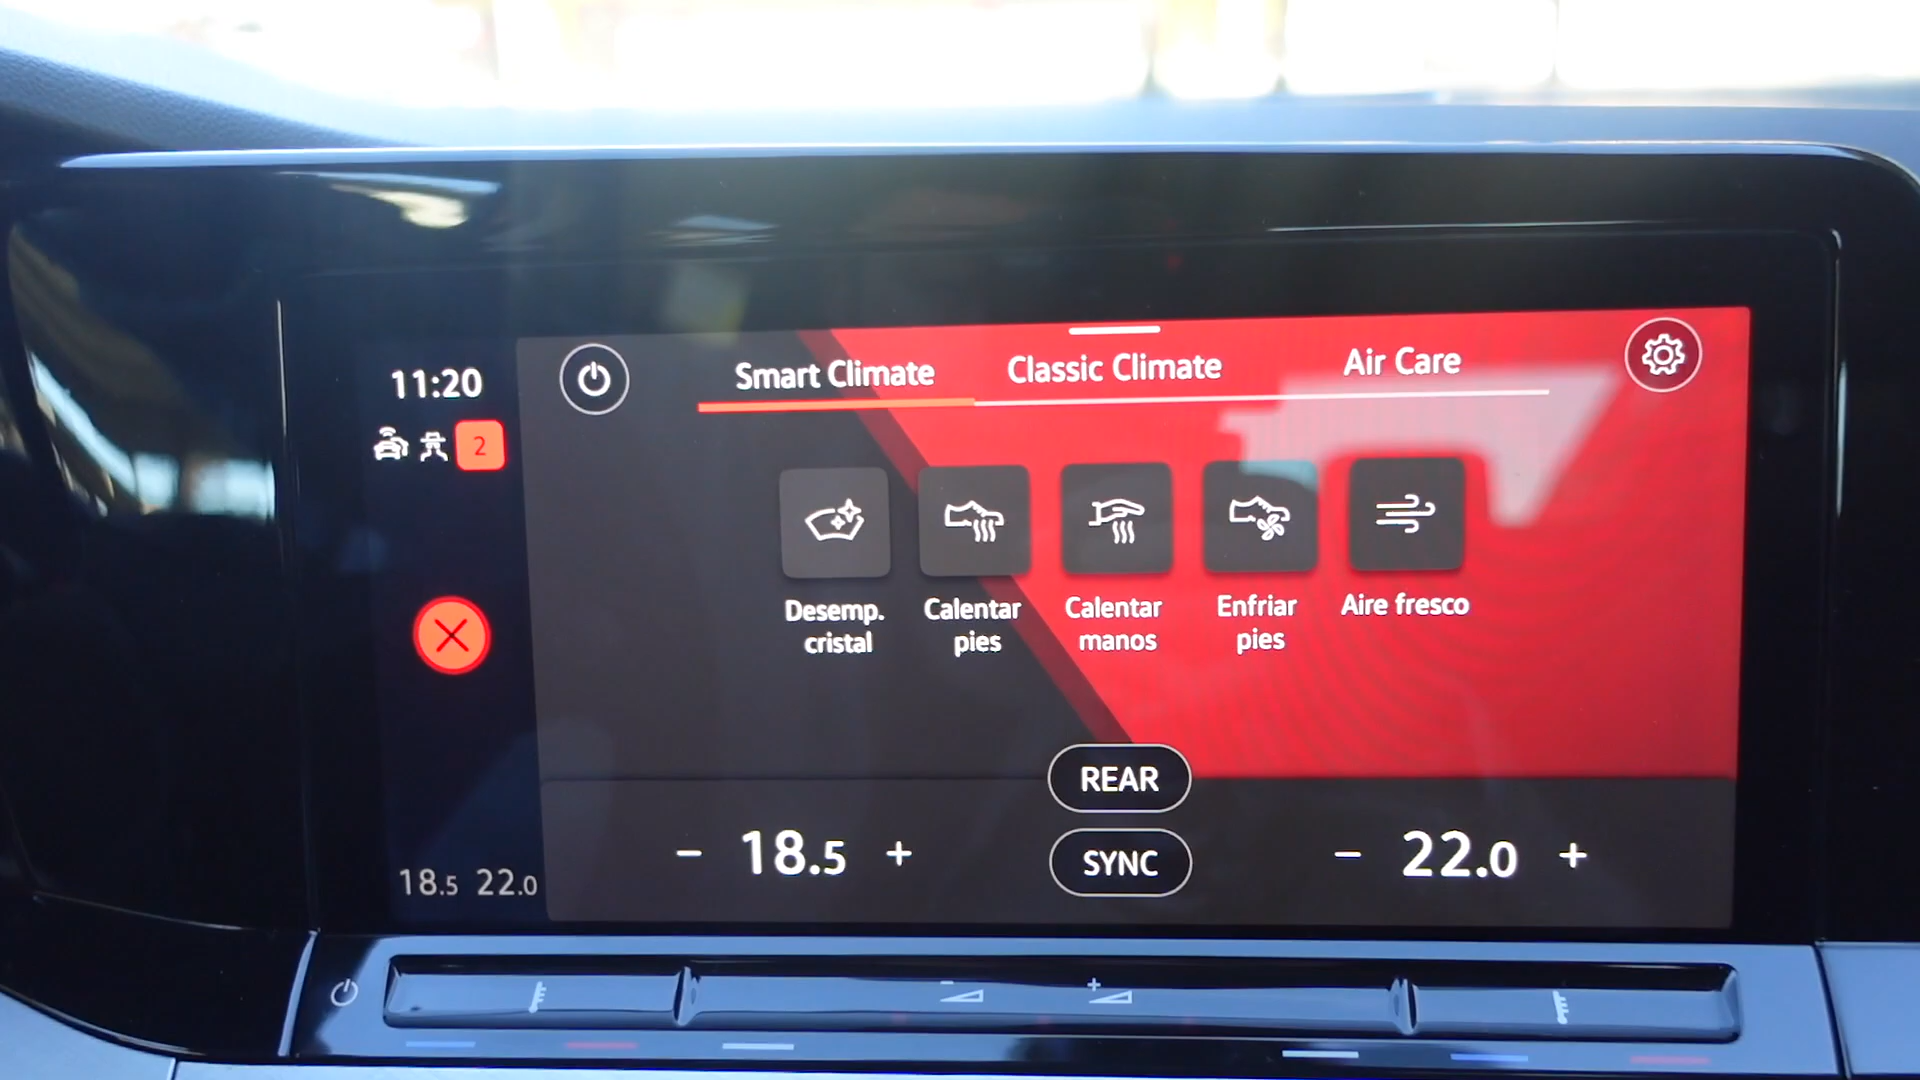 11:20
2
Smart Climate
Classic Climate
Air Care
Desemp.
cristal
Calentar
pies
Calentar
manos
Enfriar
pies
Aire fresco
REAR
- 18.5 +
SYNC
- 22.0 +
18.5 22.0